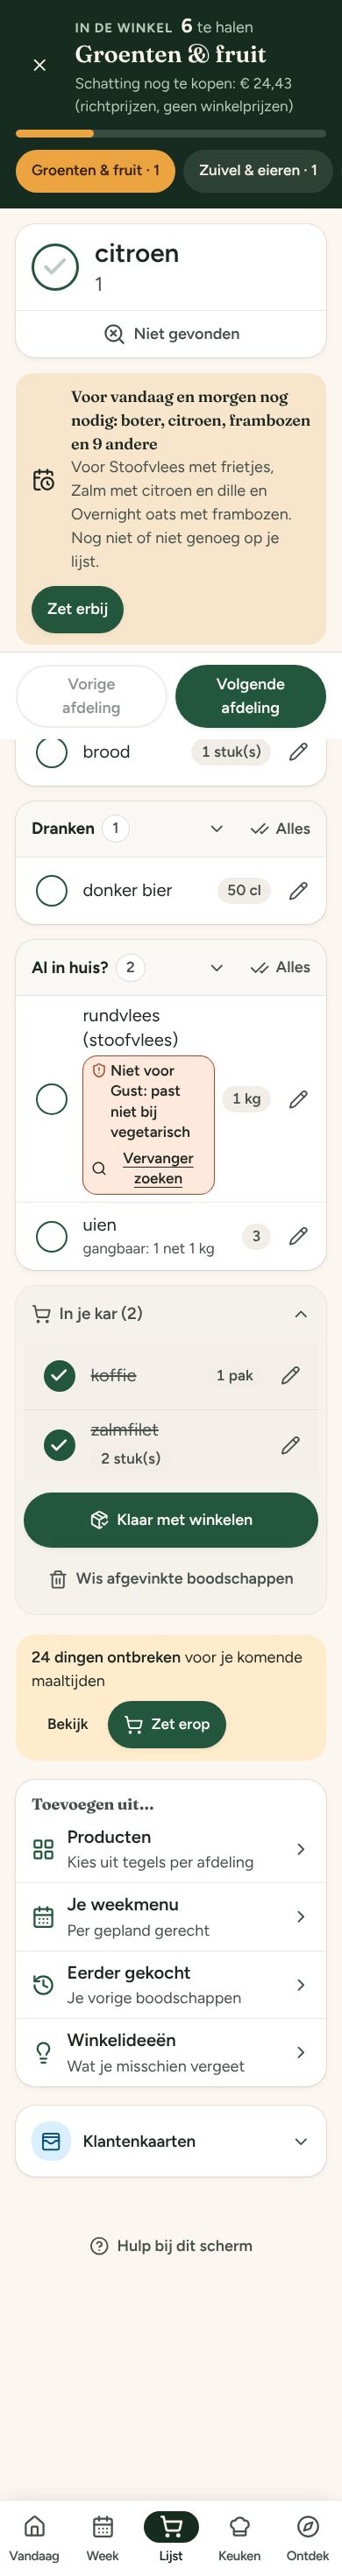 IN DE WINKEL 6 te halen
Groenten & fruit
Schatting nog te kopen: € 24,43
(richtprijzen, geen winkelprijzen)
Groenten & fruit · 1
Zuivel & eieren · 1
citroen
1
Niet gevonden
Voor vandaag en morgen nog
nodig: boter, citroen, frambozen
en 9 andere
Voor Stoofvlees met frietjes,
Zalm met citroen en dille en
Overnight oats met frambozen.
Nog niet of niet genoeg op je
lijst.
Zet erbij
Vorige
afdeling
Volgende
afdeling
brood
1 stuk(s)
Dranken 1
Alles
donker bier
50 cl
Al in huis? 2
Alles
rundvlees
(stoofvlees)
Niet voor
Gust: past
niet bij
vegetarisch
Vervanger
zoeken
1 kg
uien
gangbaar: 1 net 1 kg
3
In je kar (2)
koffie
1 pak
zalmfilet
2 stuk(s)
Klaar met winkelen
Wis afgevinkte boodschappen
24 dingen ontbreken voor je komende
maaltijden
Bekijk
Zet erop
Toevoegen uit...
Producten
Kies uit tegels per afdeling
Je weekmenu
Per gepland gerecht
Eerder gekocht
Je vorige boodschappen
Winkelideeën
Wat je misschien vergeet
Klantenkaarten
Hulp bij dit scherm
Vandaag
Week
Lijst
Keuken
Ontdek